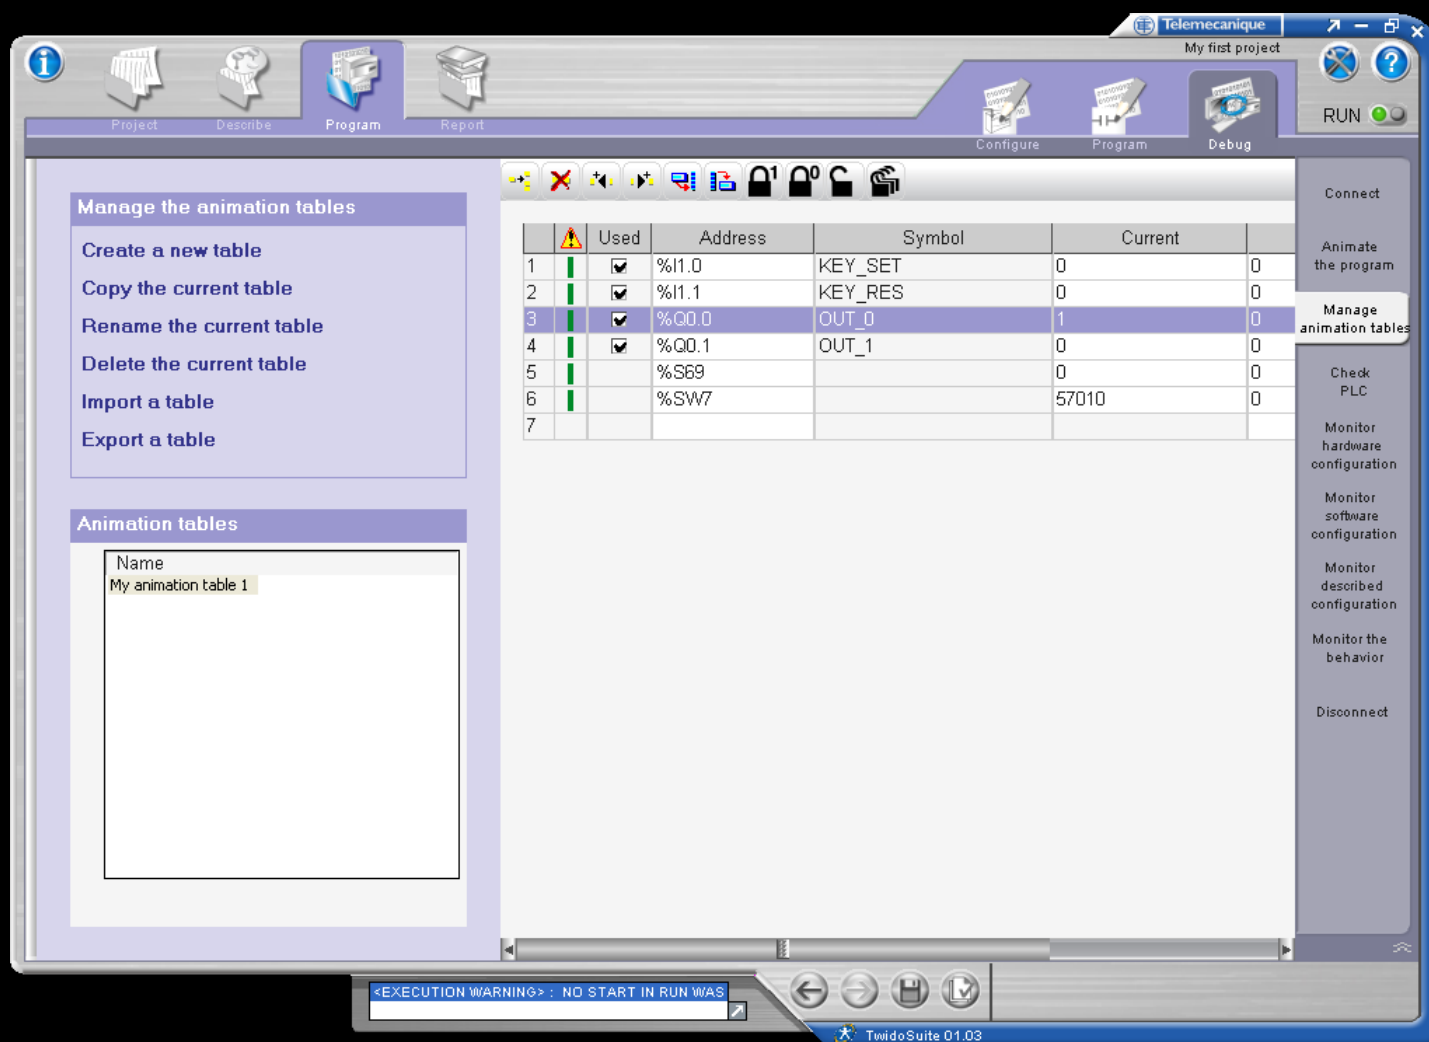 Telemecanique
My first project
Project
Describe
Program
Report
Configure
Program
Debug
RUN
Manage the animation tables
Create a new table
Copy the current table
Rename the current table
Delete the current table
Import a table
Export a table
Animation tables
Name
My animation table 1
Used Address Symbol Current
1 %I1.0 KEY_SET 0 0
2 %I1.1 KEY_RES 0 0
3 %Q0.0 OUT_0 1 0
4 %Q0.1 OUT_1 0 0
5 %S69 0 0
6 %SW7 57010 0
7
Connect
Animate
the program
Manage
animation tables
Check
PLC
Monitor
hardware
configuration
Monitor
software
configuration
Monitor
described
configuration
Monitor the
behavior
Disconnect
<EXECUTION WARNING> : NO START IN RUN WAS
TwidoSuite 01.03